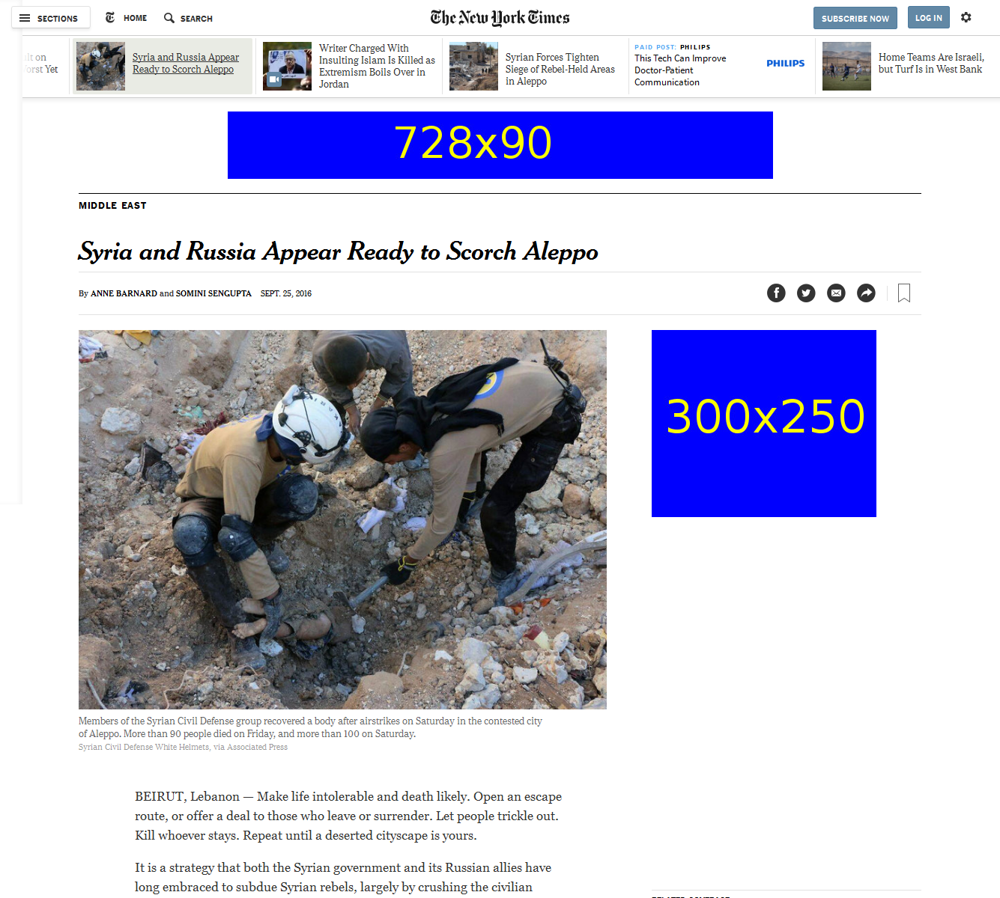 SECTIONS
HOME
SEARCH
The New York Times
SUBSCRIBE NOW
LOG IN
on
Yet
Syria and Russia Appear
Ready to Scorch Aleppo
Writer Charged With
Insulting Islam Is Killed as
Extremism Boils Over in
Jordan
Syrian Forces Tighten
Siege of Rebel-Held Areas
in Aleppo
PAID POST: PHILIPS
This Tech Can Improve
Doctor-Patient
Communication
PHILIPS
Home Teams Are Israeli,
but Turf Is in West Bank
728x90
MIDDLE EAST
Syria and Russia Appear Ready to Scorch Aleppo
By ANNE BARNARD and SOMINI SENGUPTA SEPT. 25, 2016
300x250
Members of the Syrian Civil Defense group recovered a body after airstrikes on Saturday in the contested city
of Aleppo. More than 90 people died on Friday, and more than 100 on Saturday.
Syrian Civil Defense White Helmets, via Associated Press
BEIRUT, Lebanon — Make life intolerable and death likely. Open an escape
route, or offer a deal to those who leave or surrender. Let people trickle out.
Kill whoever stays. Repeat until a deserted cityscape is yours.
It is a strategy that both the Syrian government and its Russian allies have
long embraced to subdue Syrian rebels, largely by crushing the civilian